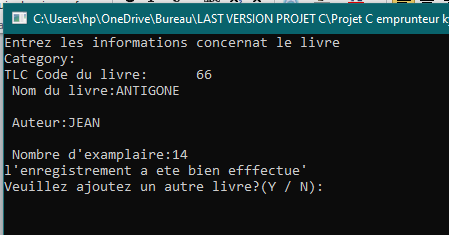 C:\Users\hp\OneDrive\Bureau\LAST VERSION PROJET C\Projet C emprunteur
Entrez les informations concernat le livre
Category:
TLC Code du livre: 66
Nom du livre:ANTIGONE
Auteur:JEAN
Nombre d'examplaire:14
l'enregistrement a ete bien efffectue'
Veuillez ajoutez un autre livre?(Y / N):